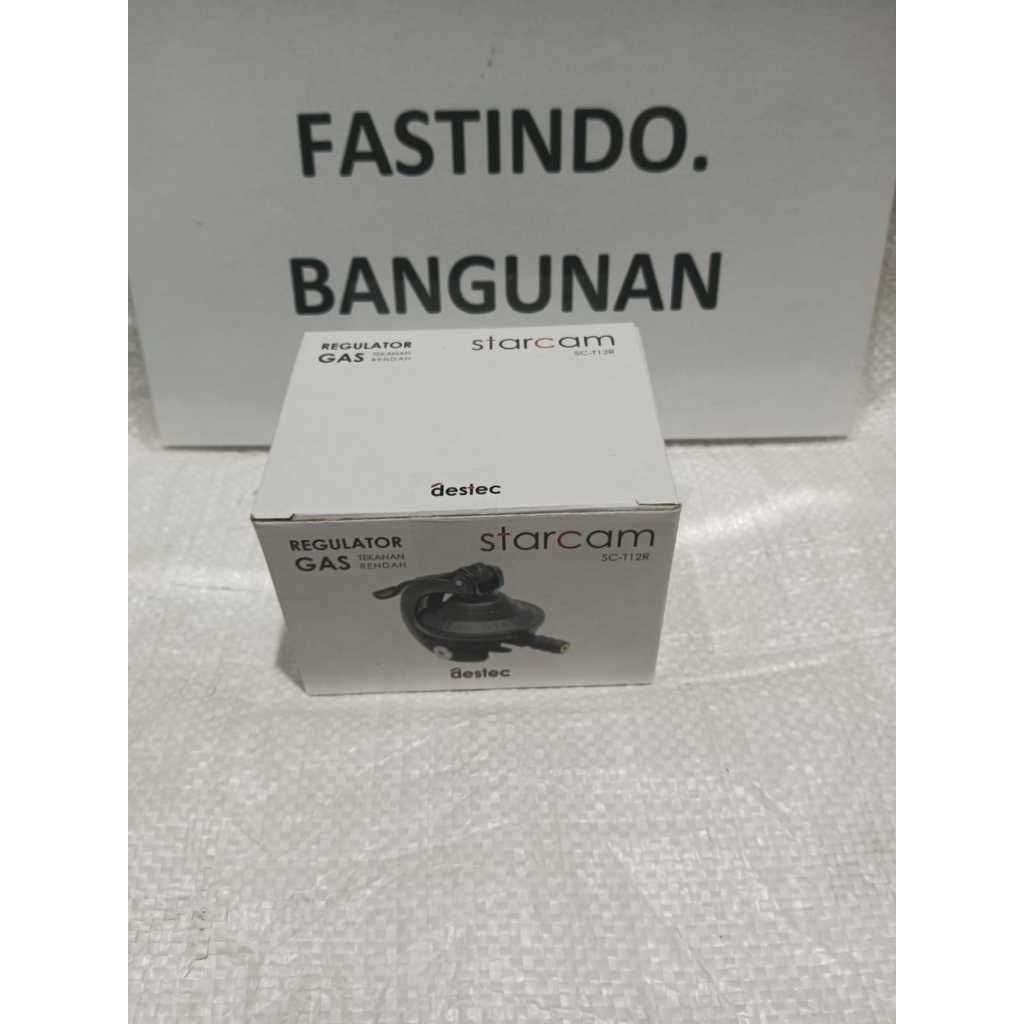 FASTINDO.
BANGUNAN
REGULATOR
GAS TEKANAN RENDAH
starcam
SC-T12R
destec
REGULATOR
GAS TEKANAN RENDAH
starcam
SC-T12R
destec